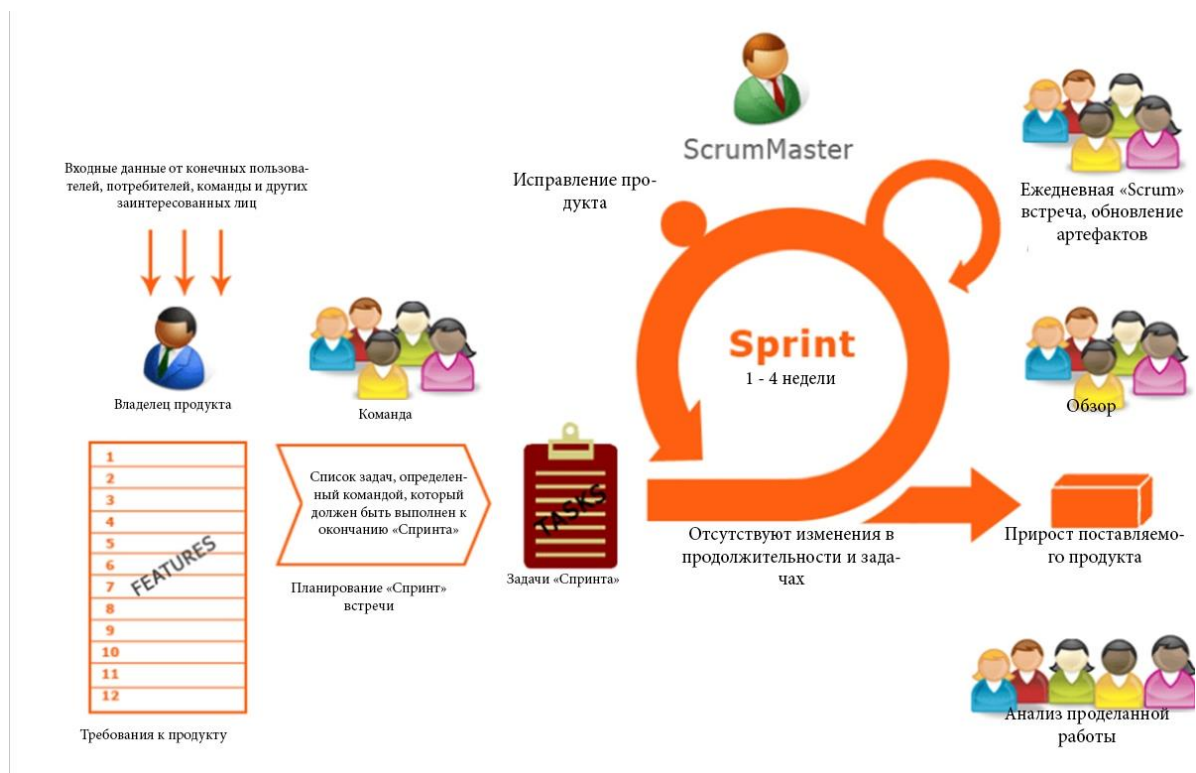 ScrumMaster
Исправление про-
дукта
Входные данные от конечных пользова-
телей, потребителей, команды и других
заинтересованных лиц
Ежедневная «Scrum»
встреча, обновление
артефактов
Sprint
1 - 4 недели
Владелец продукта
Команда
Обзор
1
2
3
4
5
6
7
8
9
10
11
12
FEATURES
Список задач, определен-
ный командой, который
должен быть выполнен к
окончанию «Спринта»
TASKS
Отсутствуют изменения в
продолжительности и зада-
чах
Прирост поставляемо-
го продукта
Планирование «Спринт»
встречи
Задачи «Спринта»
Требования к продукту
Анализ проделанной
работы